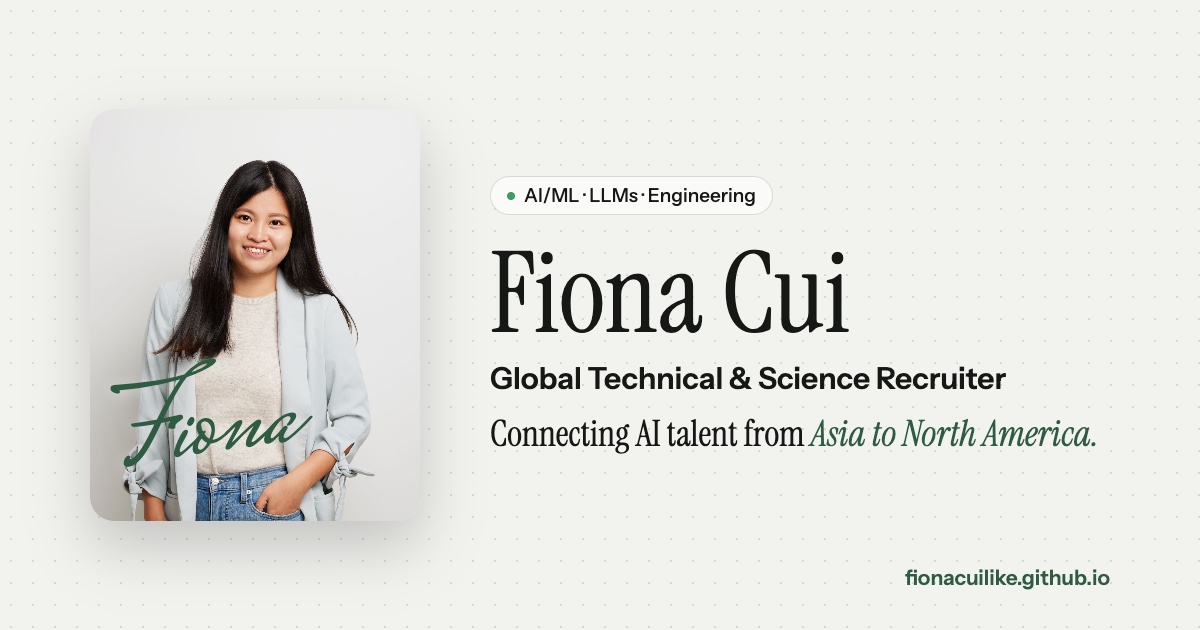 AI/ML · LLMs · Engineering
Fiona Cui
Global Technical & Science Recruiter
Connecting AI talent from Asia to North America.
Fiona
fionacuilike.github.io